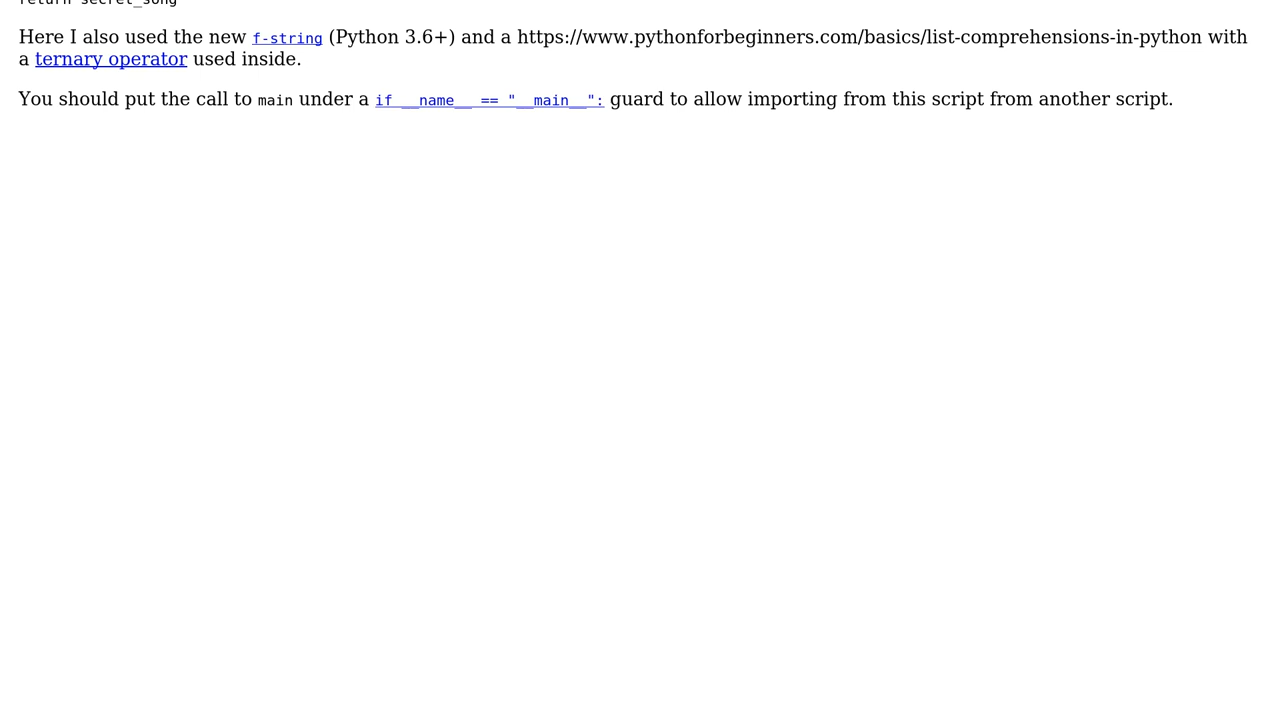 return secret_song
Here I also used the new f-string (Python 3.6+) and a https://www.pythonforbeginners.com/basics/list-comprehensions-in-python with
a ternary operator used inside.
You should put the call to main under a if __name__ == "__main__": guard to allow importing from this script from another script.